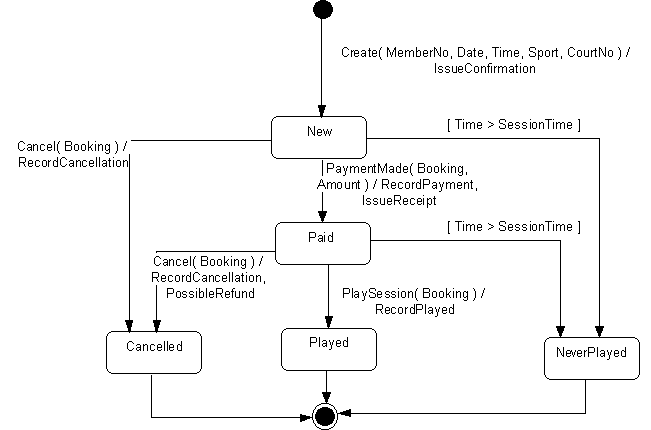 Create( MemberNo, Date, Time, Sport, CourtNo ) /
IssueConfirmation
New
[ Time > SessionTime ]
Cancel( Booking ) /
RecordCancellation
PaymentMade( Booking,
Amount ) / RecordPayment,
IssueReceipt
Paid
[ Time > SessionTime ]
Cancel( Booking ) /
RecordCancellation,
PossibleRefund
PlaySession( Booking ) /
RecordPlayed
Cancelled
Played
NeverPlayed